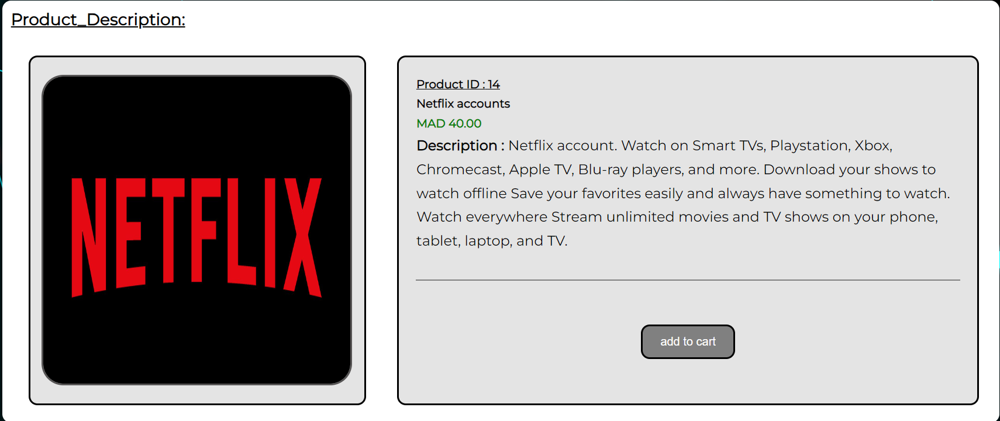 Product_Description:
NETFLIX
Product ID : 14
Netflix accounts
MAD 40.00
Description : Netflix account. Watch on Smart TVs, Playstation, Xbox,
Chromecast, Apple TV, Blu-ray players, and more. Download your shows to
watch offline Save your favorites easily and always have something to watch.
Watch everywhere Stream unlimited movies and TV shows on your phone,
tablet, laptop, and TV.
add to cart